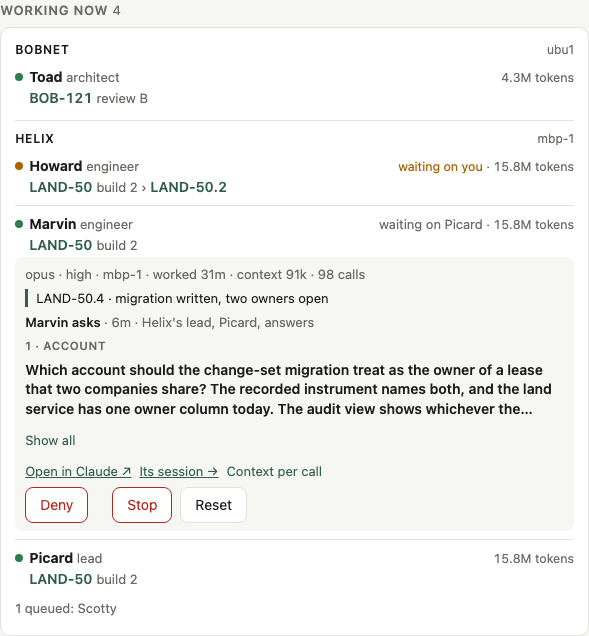 WORKING NOW 4
BOBNET ubu1
Toad architect 4.3M tokens
BOB-121 review B
HELIX mbp-1
Howard engineer waiting on you · 15.8M tokens
LAND-50 build 2 › LAND-50.2
Marvin engineer waiting on Picard · 15.8M tokens
LAND-50 build 2
opus · high · mbp-1 · worked 31m · context 91k · 98 calls
LAND-50.4 · migration written, two owners open
Marvin asks · 6m · Helix's lead, Picard, answers
1 · ACCOUNT
Which account should the change-set migration treat as the owner of a lease
that two companies share? The recorded instrument names both, and the land
service has one owner column today. The audit view shows whichever the...
Show all
Open in Claude ↗ Its session → Context per call
Deny Stop Reset
Picard lead 15.8M tokens
LAND-50 build 2
1 queued: Scotty